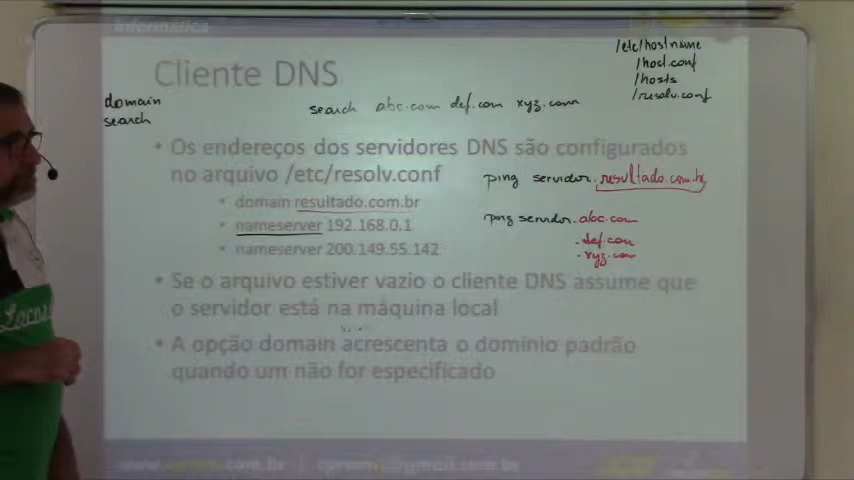 Informática
Cliente DNS
/etc/hostname
/host.conf
/hosts
/resolv.conf
domain
search
search abc.com def.com xyz.com
• Os endereços dos servidores DNS são configurados
no arquivo /etc/resolv.conf
• domain resultado.com.br
• nameserver 192.168.0.1
• nameserver 200.149.55.142
ping servidor.resultado.com.br
ping servidor.abc.com
.def.com
.xyz.com
• Se o arquivo estiver vazio o cliente DNS assume que
o servidor está na máquina local
• A opção domain acrescenta o domínio padrão
quando um não for especificado